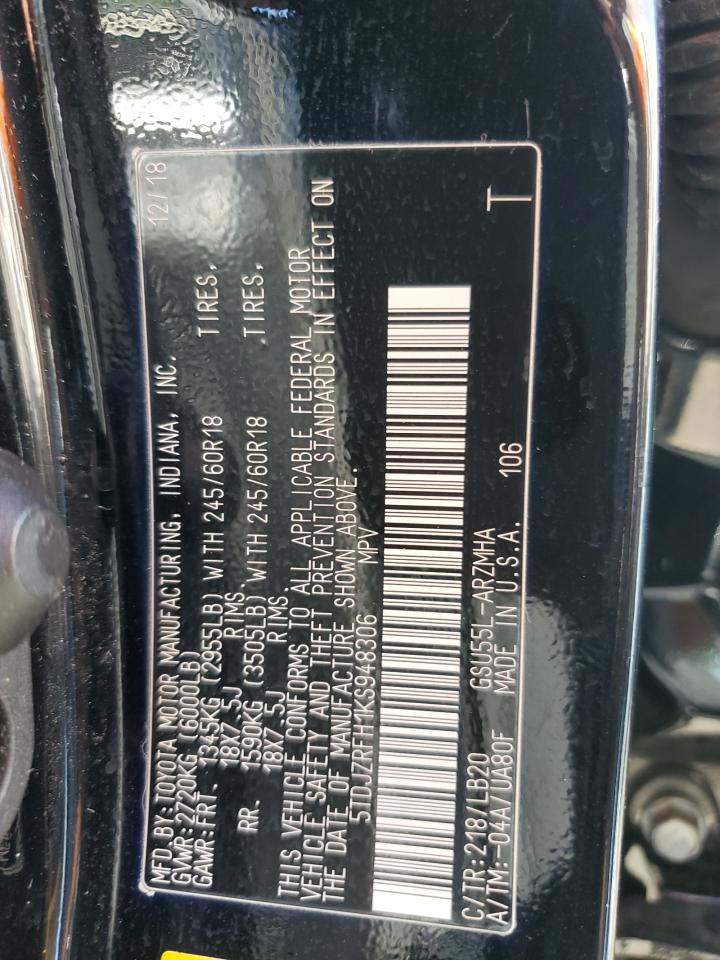 MFD.BY:TOYOTA MOTOR MANUFACTURING, INDIANA, INC. 12/18
GVWR:2720KG (6000LB)
GAWR:FRT. 1345KG (2955LB) WITH 245/60R18 TIRES,
18X7.5J RIMS.
RR. 1590KG (3505LB) WITH 245/60R18 TIRES,
18X7.5J RIMS.
THIS VEHICLE CONFORMS TO ALL APPLICABLE FEDERAL MOTOR
VEHICLE SAFETY AND THEFT PREVENTION STANDARDS IN EFFECT ON
THE DATE OF MANUFACTURE SHOWN ABOVE.
5TDJZRFH1KS948306 MPV
C/TR:218/LB20 GSU55L-ARZMHA
A/TM:-04A/UA80F MADE IN U.S.A. 106 T